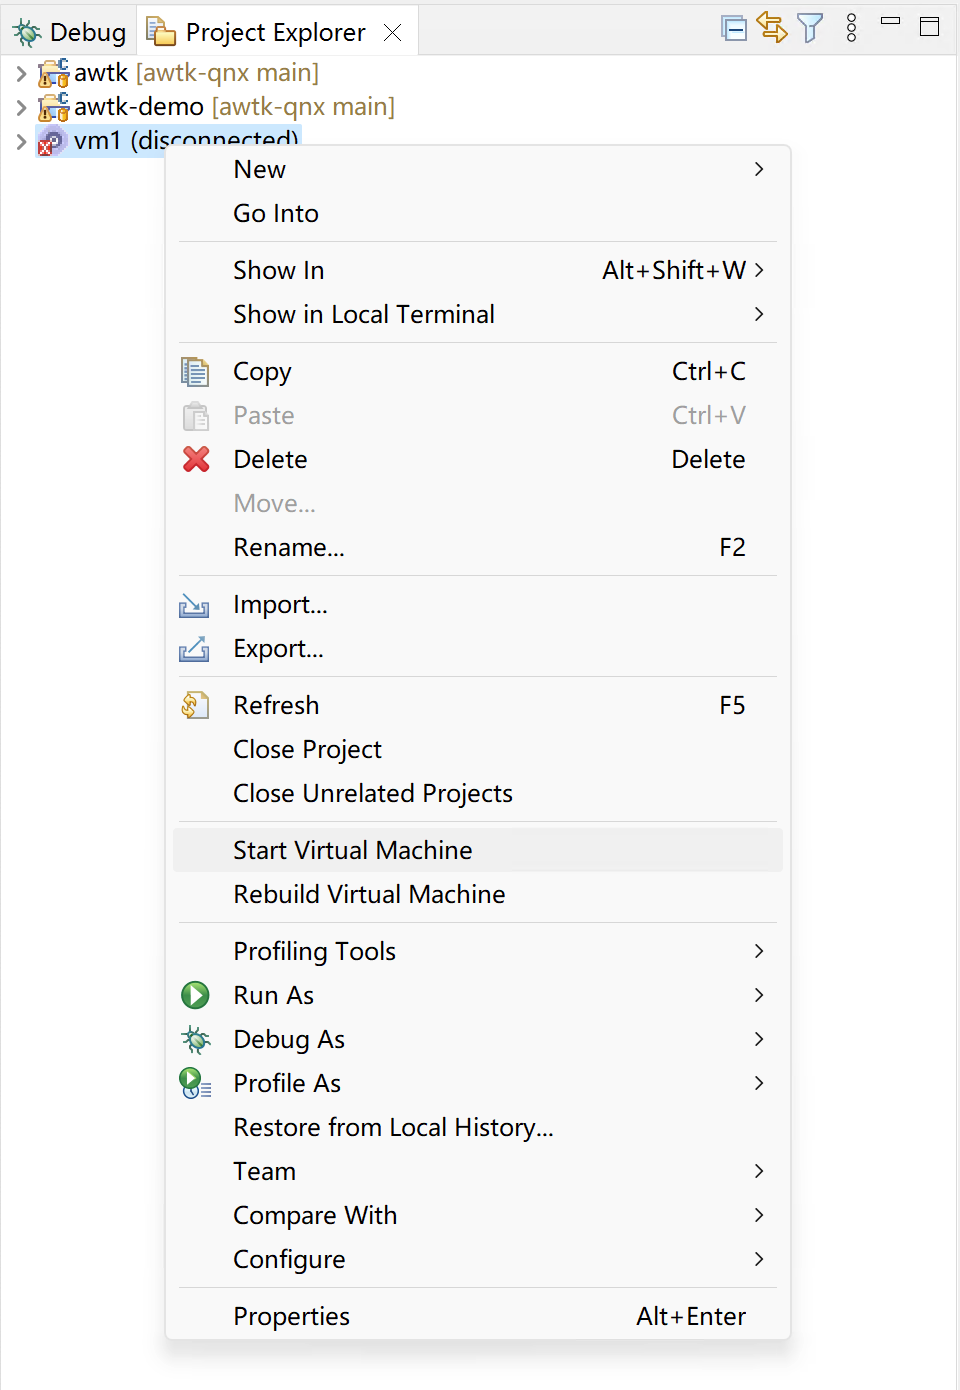 Debug Project Explorer
awtk [awtk-qnx main]
awtk-demo [awtk-qnx main]
vm1 (disconnected)
New
Go Into
Show In Alt+Shift+W
Show in Local Terminal
Copy Ctrl+C
Paste Ctrl+V
Delete Delete
Move...
Rename... F2
Import...
Export...
Refresh F5
Close Project
Close Unrelated Projects
Start Virtual Machine
Rebuild Virtual Machine
Profiling Tools
Run As
Debug As
Profile As
Restore from Local History...
Team
Compare With
Configure
Properties Alt+Enter